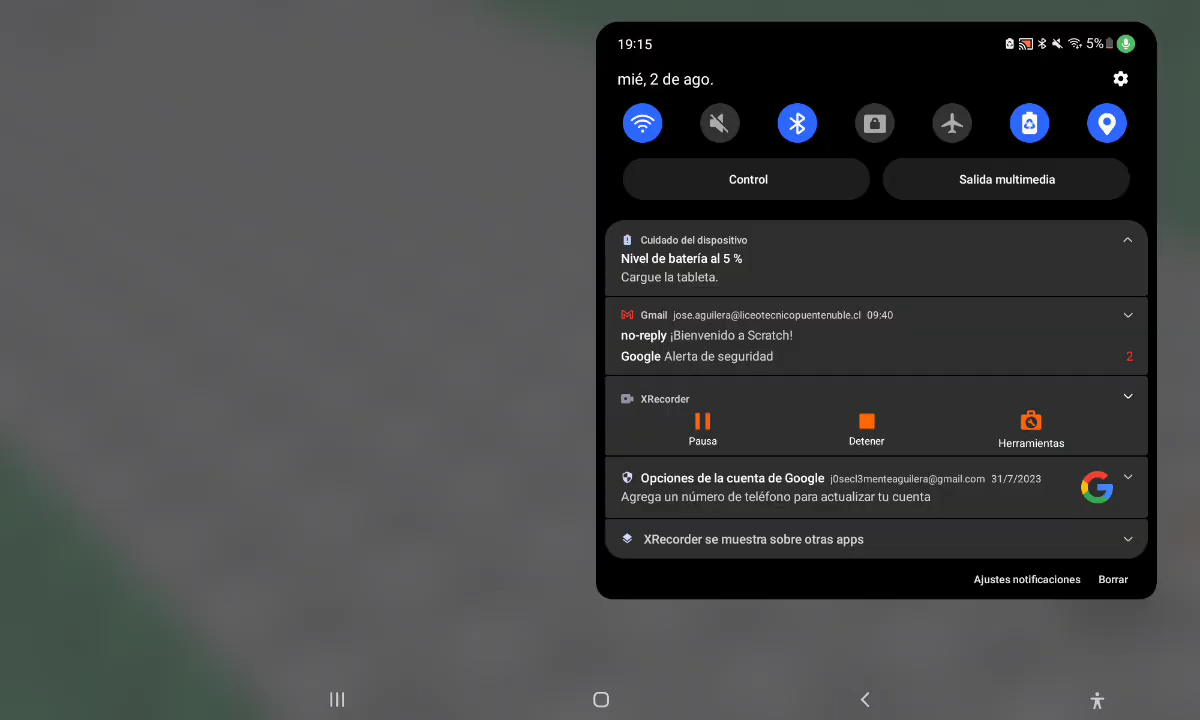 19:15
5%
mié, 2 de ago.
Control
Salida multimedia
Cuidado del dispositivo
Nivel de batería al 5 %
Cargue la tableta.
Gmail jose.aguilera@liceotecnicopuentenuble.cl 09:40
no-reply ¡Bienvenido a Scratch!
Google Alerta de seguridad
2
XRecorder
Pausa
Detener
Herramientas
Opciones de la cuenta de Google j0secl3menteaguilera@gmail.com 31/7/2023
Agrega un número de teléfono para actualizar tu cuenta
XRecorder se muestra sobre otras apps
Ajustes notificaciones
Borrar